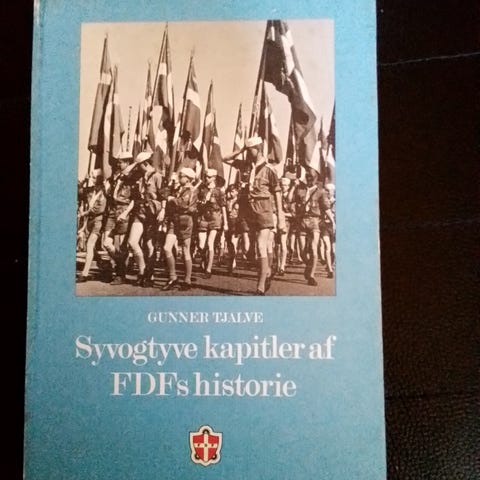 GUNNER TJALVE
Syvogtyve kapitler af
FDFs historie